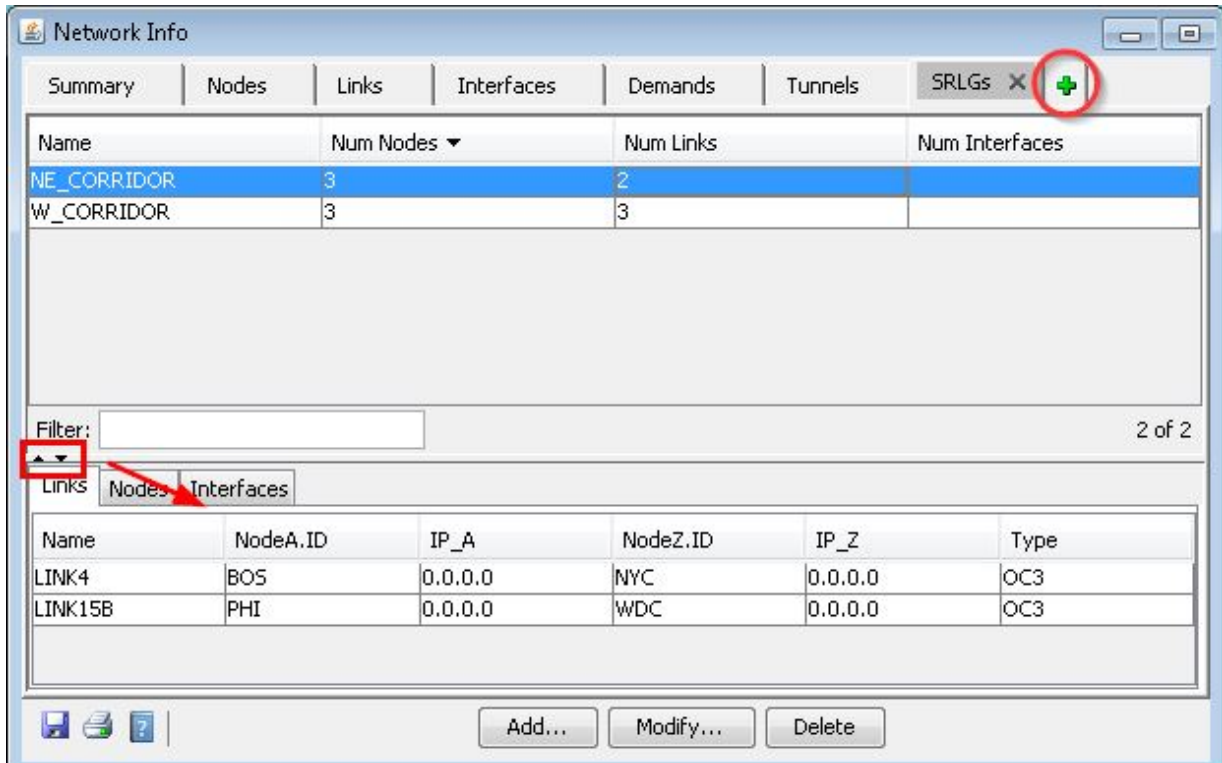 Network Info
Summary Nodes Links Interfaces Demands Tunnels SRLGs
Name Num Nodes Num Links Num Interfaces
NE_CORRIDOR 3 2
W_CORRIDOR 3 3
Filter: 2 of 2
Links Nodes Interfaces
Name NodeA.ID IP_A NodeZ.ID IP_Z Type
LINK4 BOS 0.0.0.0 NYC 0.0.0.0 OC3
LINK15B PHI 0.0.0.0 WDC 0.0.0.0 OC3
Add... Modify... Delete